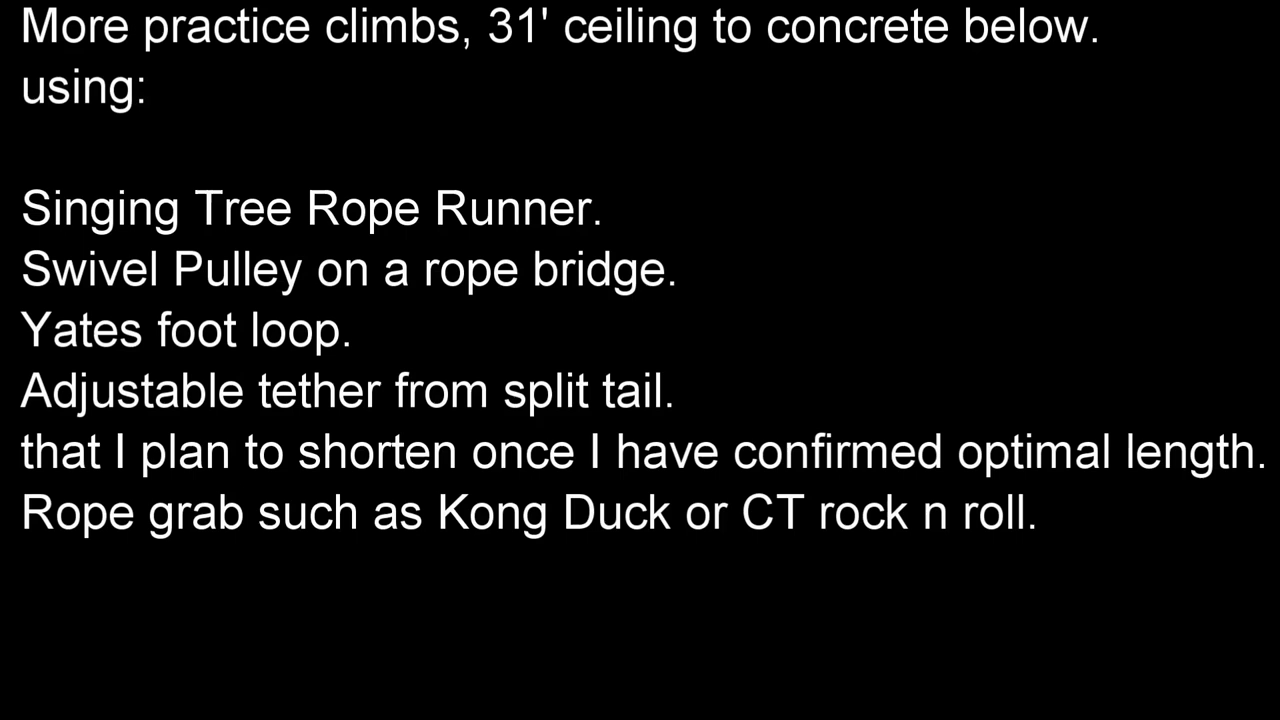 More practice climbs, 31' ceiling to concrete below.
using:
Singing Tree Rope Runner.
Swivel Pulley on a rope bridge.
Yates foot loop.
Adjustable tether from split tail.
that I plan to shorten once I have confirmed optimal length.
Rope grab such as Kong Duck or CT rock n roll.